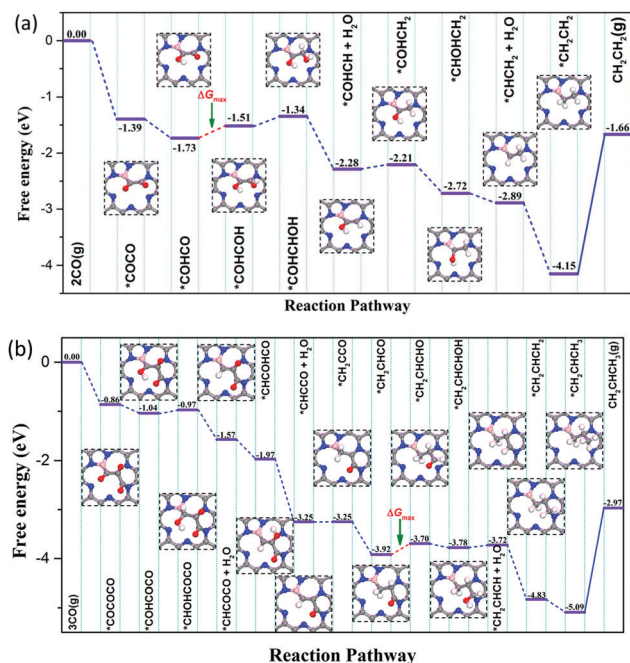 (a)
Free energy (eV)
0
-1
-2
-3
-4
0.00
-1.39
-1.73
ΔGmax
-1.51
-1.34
-2.28
-2.21
-2.72
-2.89
-4.15
-1.66
2CO(g)
*COCO
*COHCO
*COHCOH
*COHCHOH
*COHCH + H2O
*COHCH2
*CHOHCH2
*CHCH2 + H2O
*CH2CH2
CH2CH2(g)
Reaction Pathway
(b)
Free energy (eV)
0
-2
-4
0.00
-0.86
-1.04
-0.97
-1.57
-1.97
-3.25
-3.25
-3.92
ΔGmax
-3.70
-3.78
-3.72
-4.83
-5.09
-2.97
3CO(g)
*COCOCO
*COHCOCO
*CHOHCOCO
*CHCOCO + H2O
*CHCOHCO
*CHCCO + H2O
*CH2CCO
*CH2CHCO
*CH2CHCHO
*CH2CHCHOH
*CH2CHCH + H2O
*CH2CHCH2
*CH2CHCH3
CH2CHCH3(g)
Reaction Pathway